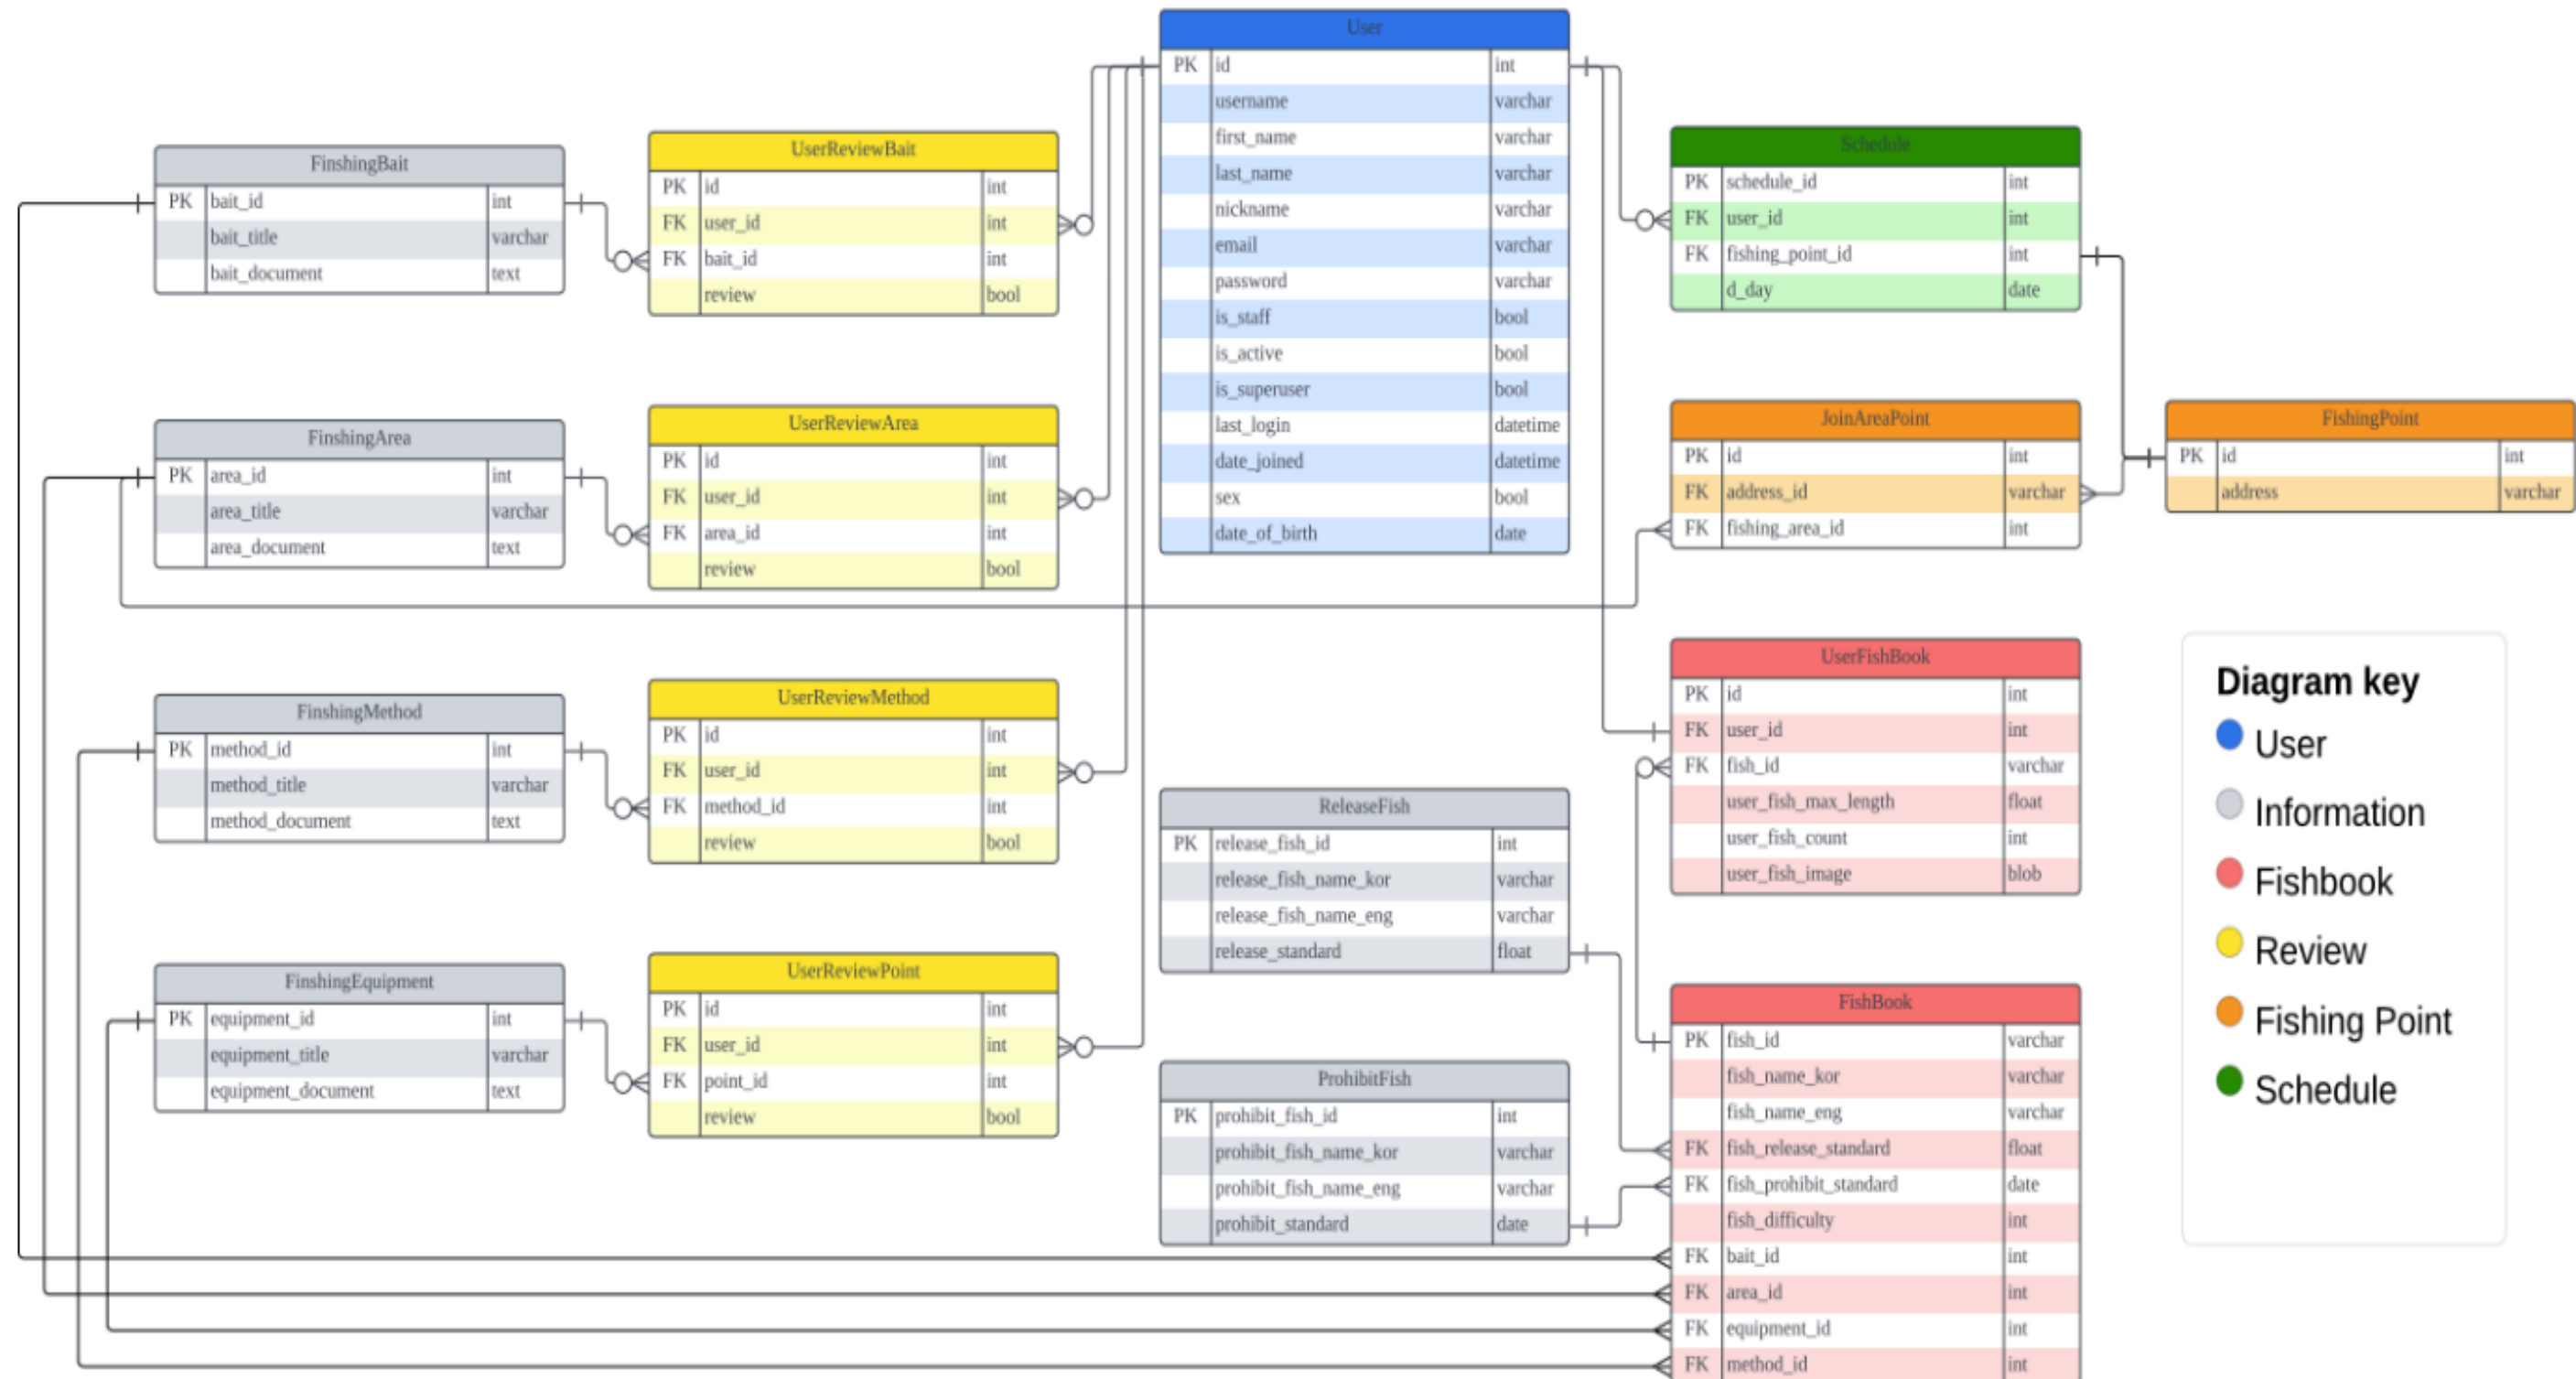 User
PK id int
username varchar
first_name varchar
last_name varchar
nickname varchar
email varchar
password varchar
is_staff bool
is_active bool
is_superuser bool
last_login datetime
date_joined datetime
sex bool
date_of_birth date
FinshingBait
PK bait_id int
bait_title varchar
bait_document text
UserReviewBait
PK id int
FK user_id int
FK bait_id int
review bool
Schedule
PK schedule_id int
FK user_id int
FK fishing_point_id int
d_day date
FinshingArea
PK area_id int
area_title varchar
area_document text
UserReviewArea
PK id int
FK user_id int
FK area_id int
review bool
JoinAreaPoint
PK id int
FK address_id varchar
FK fishing_area_id int
FishingPoint
PK id int
address varchar
FinshingMethod
PK method_id int
method_title varchar
method_document text
UserReviewMethod
PK id int
FK user_id int
FK method_id int
review bool
UserFishBook
PK id int
FK user_id int
FK fish_id varchar
user_fish_max_length float
user_fish_count int
user_fish_image blob
ReleaseFish
PK release_fish_id int
release_fish_name_kor varchar
release_fish_name_eng varchar
release_standard float
FinshingEquipment
PK equipment_id int
equipment_title varchar
equipment_document text
UserReviewPoint
PK id int
FK user_id int
FK point_id int
review bool
ProhibitFish
PK prohibit_fish_id int
prohibit_fish_name_kor varchar
prohibit_fish_name_eng varchar
prohibit_standard date
FishBook
PK fish_id varchar
fish_name_kor varchar
fish_name_eng varchar
FK fish_release_standard float
FK fish_prohibit_standard date
fish_difficulty int
FK bait_id int
FK area_id int
FK equipment_id int
FK method_id int
Diagram key
User
Information
Fishbook
Review
Fishing Point
Schedule